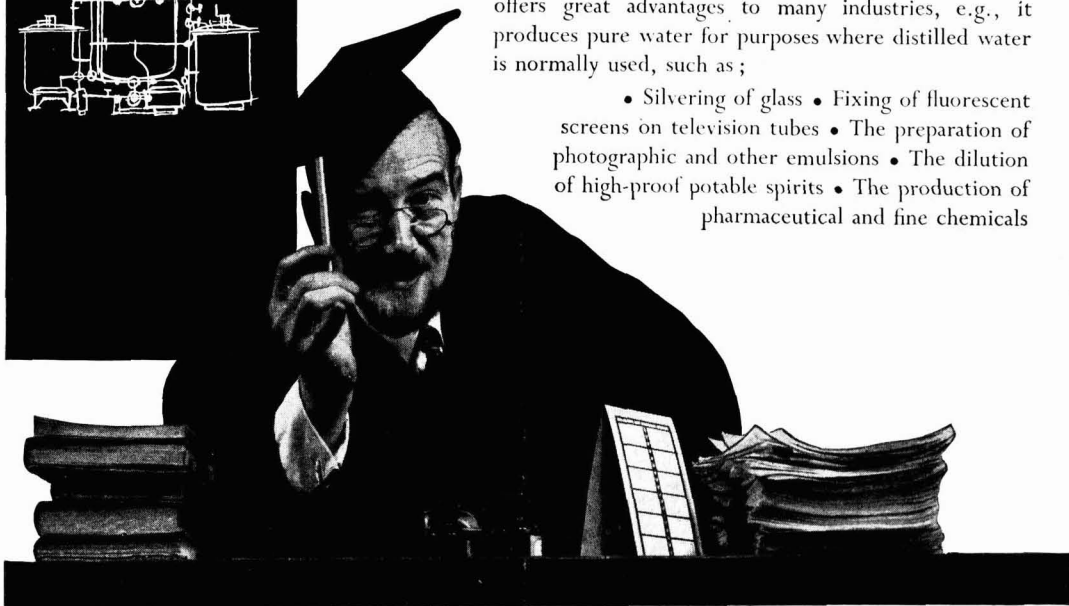 offers great advantages to many industries, e.g., it
produces pure water for purposes where distilled water
is normally used, such as ;
• Silvering of glass • Fixing of fluorescent
screens on television tubes • The preparation of
photographic and other emulsions • The dilution
of high-proof potable spirits • The production of
pharmaceutical and fine chemicals